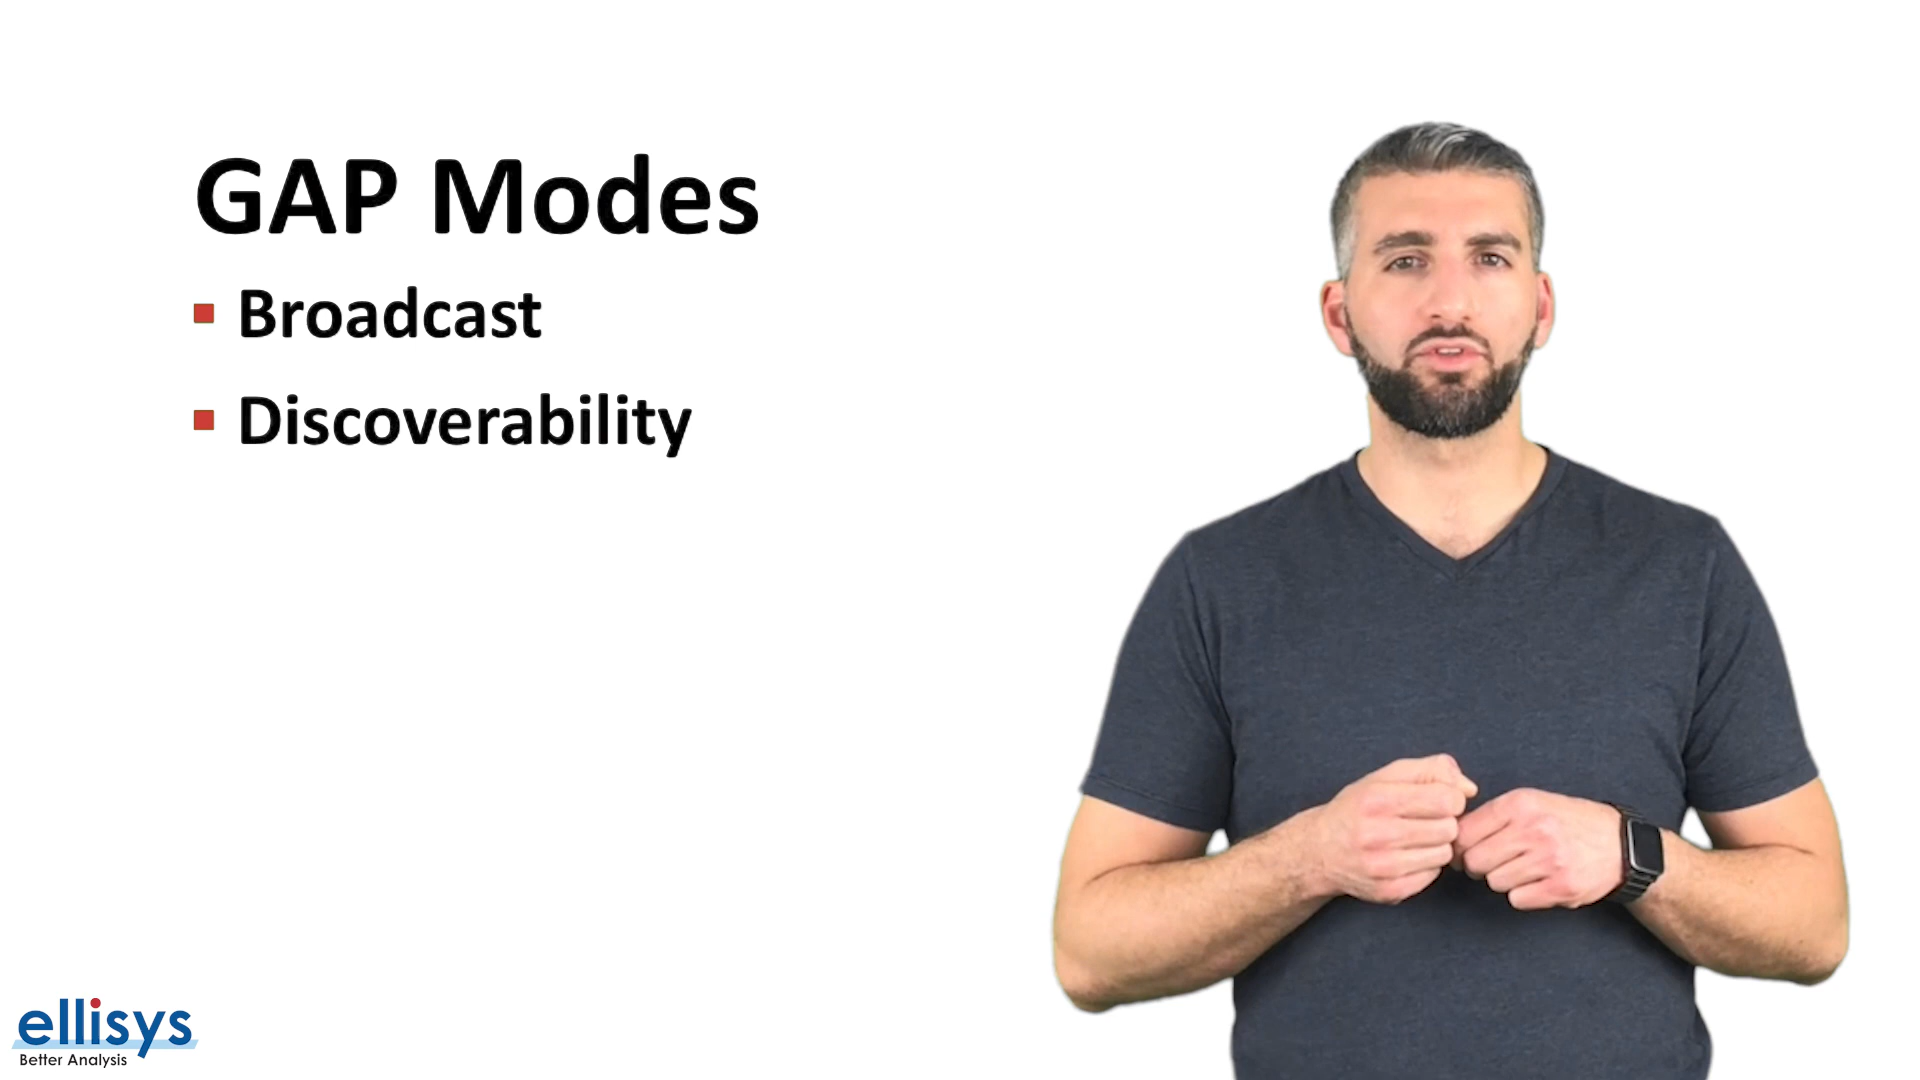 GAP Modes
Broadcast
Discoverability
ellisys
Better Analysis